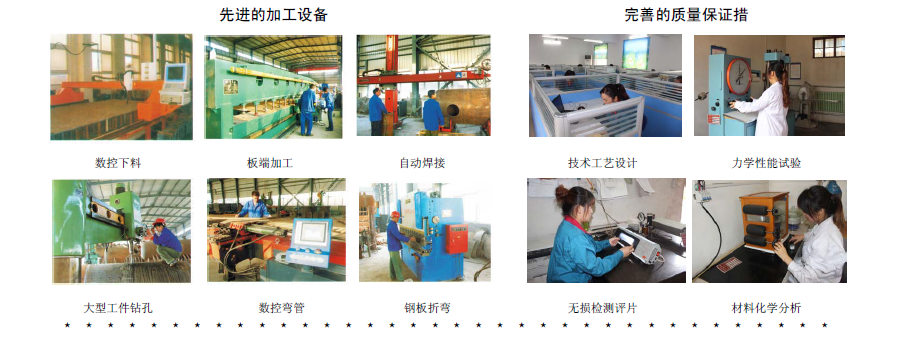 先进的加工设备
完善的质量保证措
数控下料
板端加工
自动焊接
技术工艺设计
力学性能试验
大型工件钻孔
数控弯管
钢板折弯
无损检测评片
材料化学分析